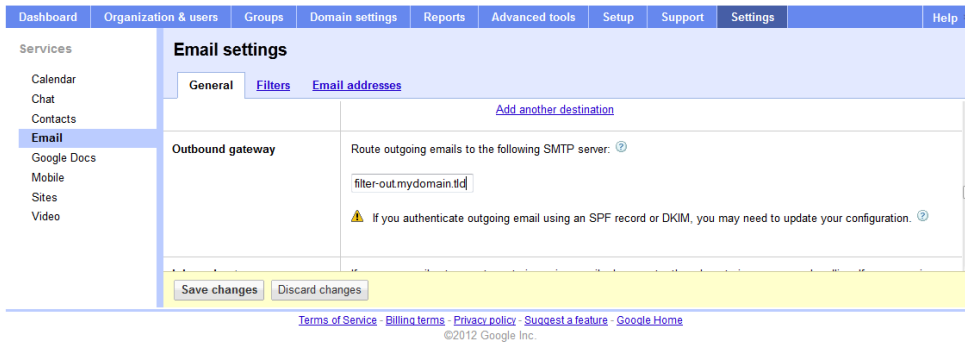 Dashboard Organization & users Groups Domain settings Reports Advanced tools Setup Support Settings Help
Services
Calendar
Chat
Contacts
Email
Google Docs
Mobile
Sites
Video
Email settings
General Filters Email addresses
Add another destination
Outbound gateway
Route outgoing emails to the following SMTP server:
filter-out.mydomain.tld
If you authenticate outgoing email using an SPF record or DKIM, you may need to update your configuration.
Save changes Discard changes
Terms of Service - Billing terms - Privacy policy - Suggest a feature - Google Home
©2012 Google Inc.